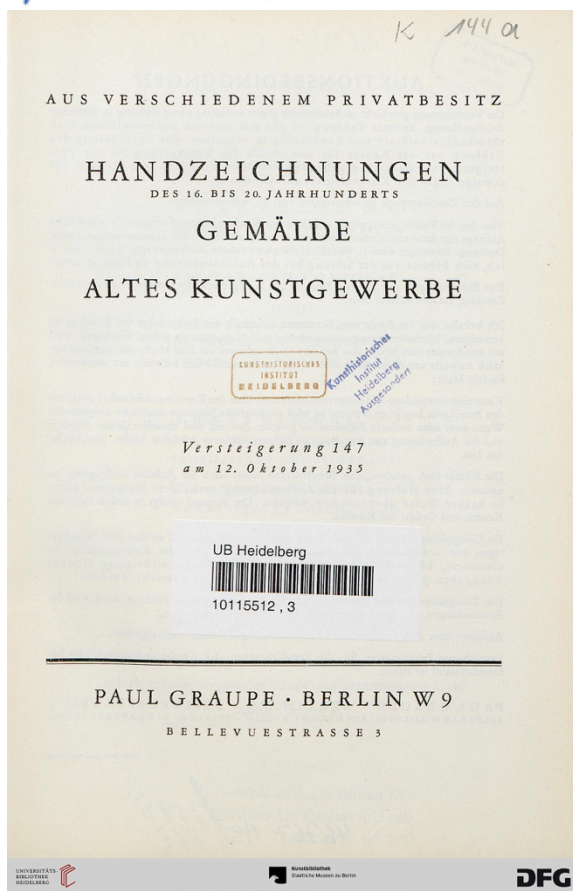 K 144 a
AUS VERSCHIEDENEM PRIVATBESITZ
HANDZEICHNUNGEN
DES 16. BIS 20. JAHRHUNDERTS
GEMÄLDE
ALTES KUNSTGEWERBE
KUNSTHISTORISCHES
INSTITUT
HEIDELBERG
Kunsthistorisches
Institut
Heidelberg
Ausgesondert
Versteigerung 147
am 12. Oktober 1935
UB Heidelberg
10115512 , 3
PAUL GRAUPE · BERLIN W 9
BELLEVUESTRASSE 3
UNIVERSITÄTS-
BIBLIOTHEK
HEIDELBERG
Kunstbibliothek
Staatliche Museen zu Berlin
DFG